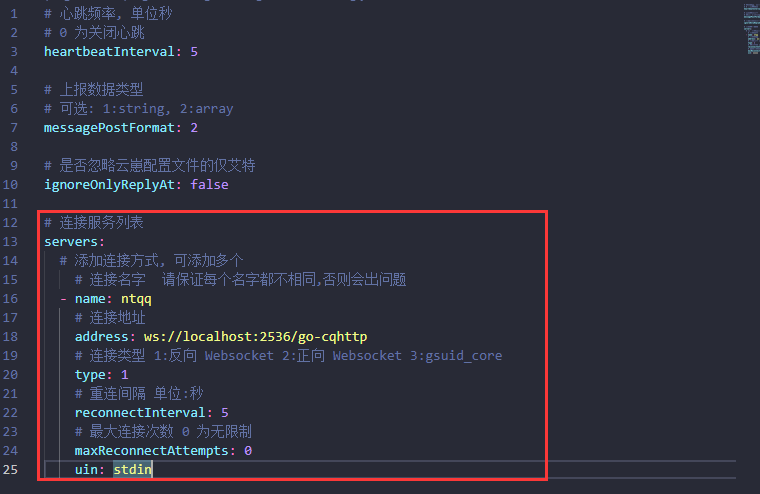 1 # 心跳频率, 单位秒
2 # 0 为关闭心跳
3 heartbeatInterval: 5
4
5 # 上报数据类型
6 # 可选: 1:string, 2:array
7 messagePostFormat: 2
8
9 # 是否忽略云崽配置文件的仅艾特
10 ignoreOnlyReplyAt: false
11
12 # 连接服务列表
13 servers:
14 # 添加连接方式, 可添加多个
15 # 连接名字  请保证每个名字都不相同,否则会出问题
16 - name: ntqq
17 # 连接地址
18 address: ws://localhost:2536/go-cqhttp
19 # 连接类型 1:反向 Websocket 2:正向 Websocket 3:gsuid_core
20 type: 1
21 # 重连间隔 单位:秒
22 reconnectInterval: 5
23 # 最大连接次数 0 为无限制
24 maxReconnectAttempts: 0
25 uin: stdin